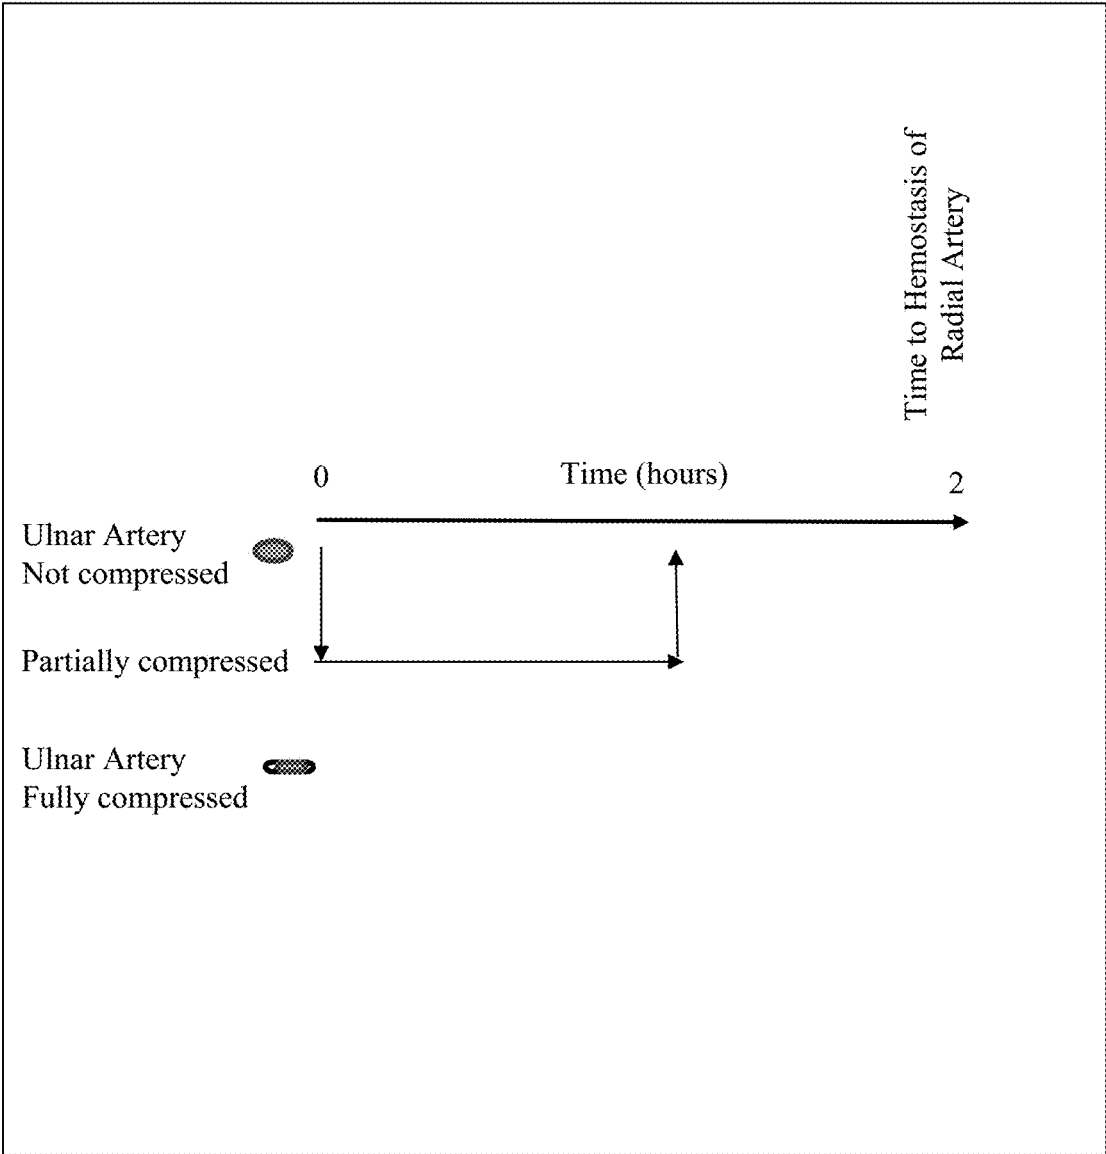 Time to Hemostasis of
Radial Artery
0
Time (hours)
2
Ulnar Artery
Not compressed
Partially compressed
Ulnar Artery
Fully compressed